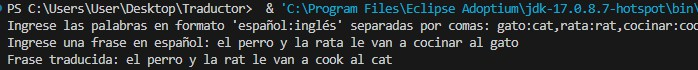 PS C:\Users\User\Desktop\Traductor>  & 'C:\Program Files\Eclipse Adoptium\jdk-17.0.8.7-hotspot\bin\
Ingrese las palabras en formato 'español:inglés' separadas por comas: gato:cat,rata:rat,cocinar:coo
Ingrese una frase en español: el perro y la rata le van a cocinar al gato
Frase traducida: el perro y la rat le van a cook al cat